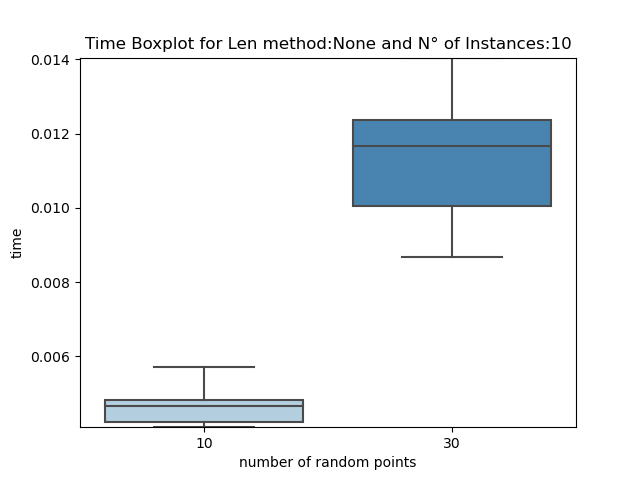 Time Boxplot for Len method:None and N° of Instances:10
0.014
0.012
0.010
0.008
0.006
time
10 30
number of random points